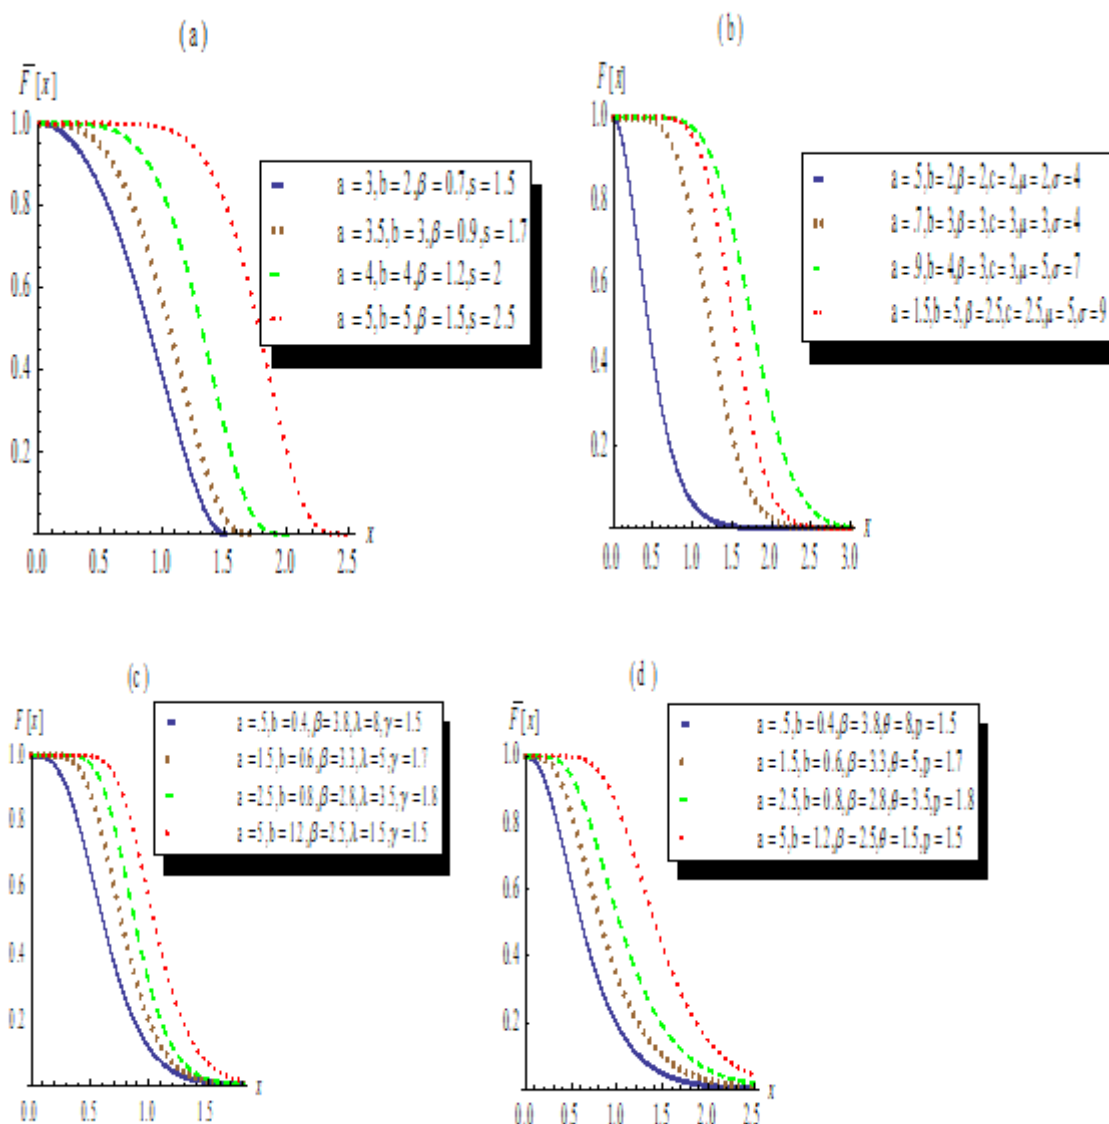 (a)
F̅[x]
1.0
0.8
0.6
0.4
0.2
0.0 0.5 1.0 1.5 2.0 2.5 x
a=3,b=2,β=0.7,s=1.5
a=3.5,b=3,β=0.9,s=1.7
a=4,b=4,β=1.2,s=2
a=5,b=5,β=1.5,s=2.5
(b)
F[x]
1.0
0.8
0.6
0.4
0.2
0.0 0.5 1.0 1.5 2.0 2.5 3.0 x
a=.5,b=2,β=2,c=2,μ=2,σ=4
a=.7,b=3,β=3,c=3,μ=3,σ=4
a=.9,b=4,β=3,c=3,μ=5,σ=7
a=1.5,b=5,β=2.5,c=2.5,μ=5,σ=9
(c)
F[x]
1.0
0.8
0.6
0.4
0.2
0.0 0.5 1.0 1.5 x
a=.5,b=0.4,β=3.8,λ=8,γ=1.5
a=1.5,b=0.6,β=3.3,λ=5,γ=1.7
a=2.5,b=0.8,β=2.8,λ=3.5,γ=1.8
a=5,b=1.2,β=2.5,λ=1.5,γ=1.5
(d)
F̅[x]
1.0
0.8
0.6
0.4
0.2
0.0 0.5 1.0 1.5 2.0 2.5 x
a=.5,b=0.4,β=3.8,θ=8,p=1.5
a=1.5,b=0.6,β=3.3,θ=5,p=1.7
a=2.5,b=0.8,β=2.8,θ=3.5,p=1.8
a=5,b=1.2,β=2.5,θ=1.5,p=1.5